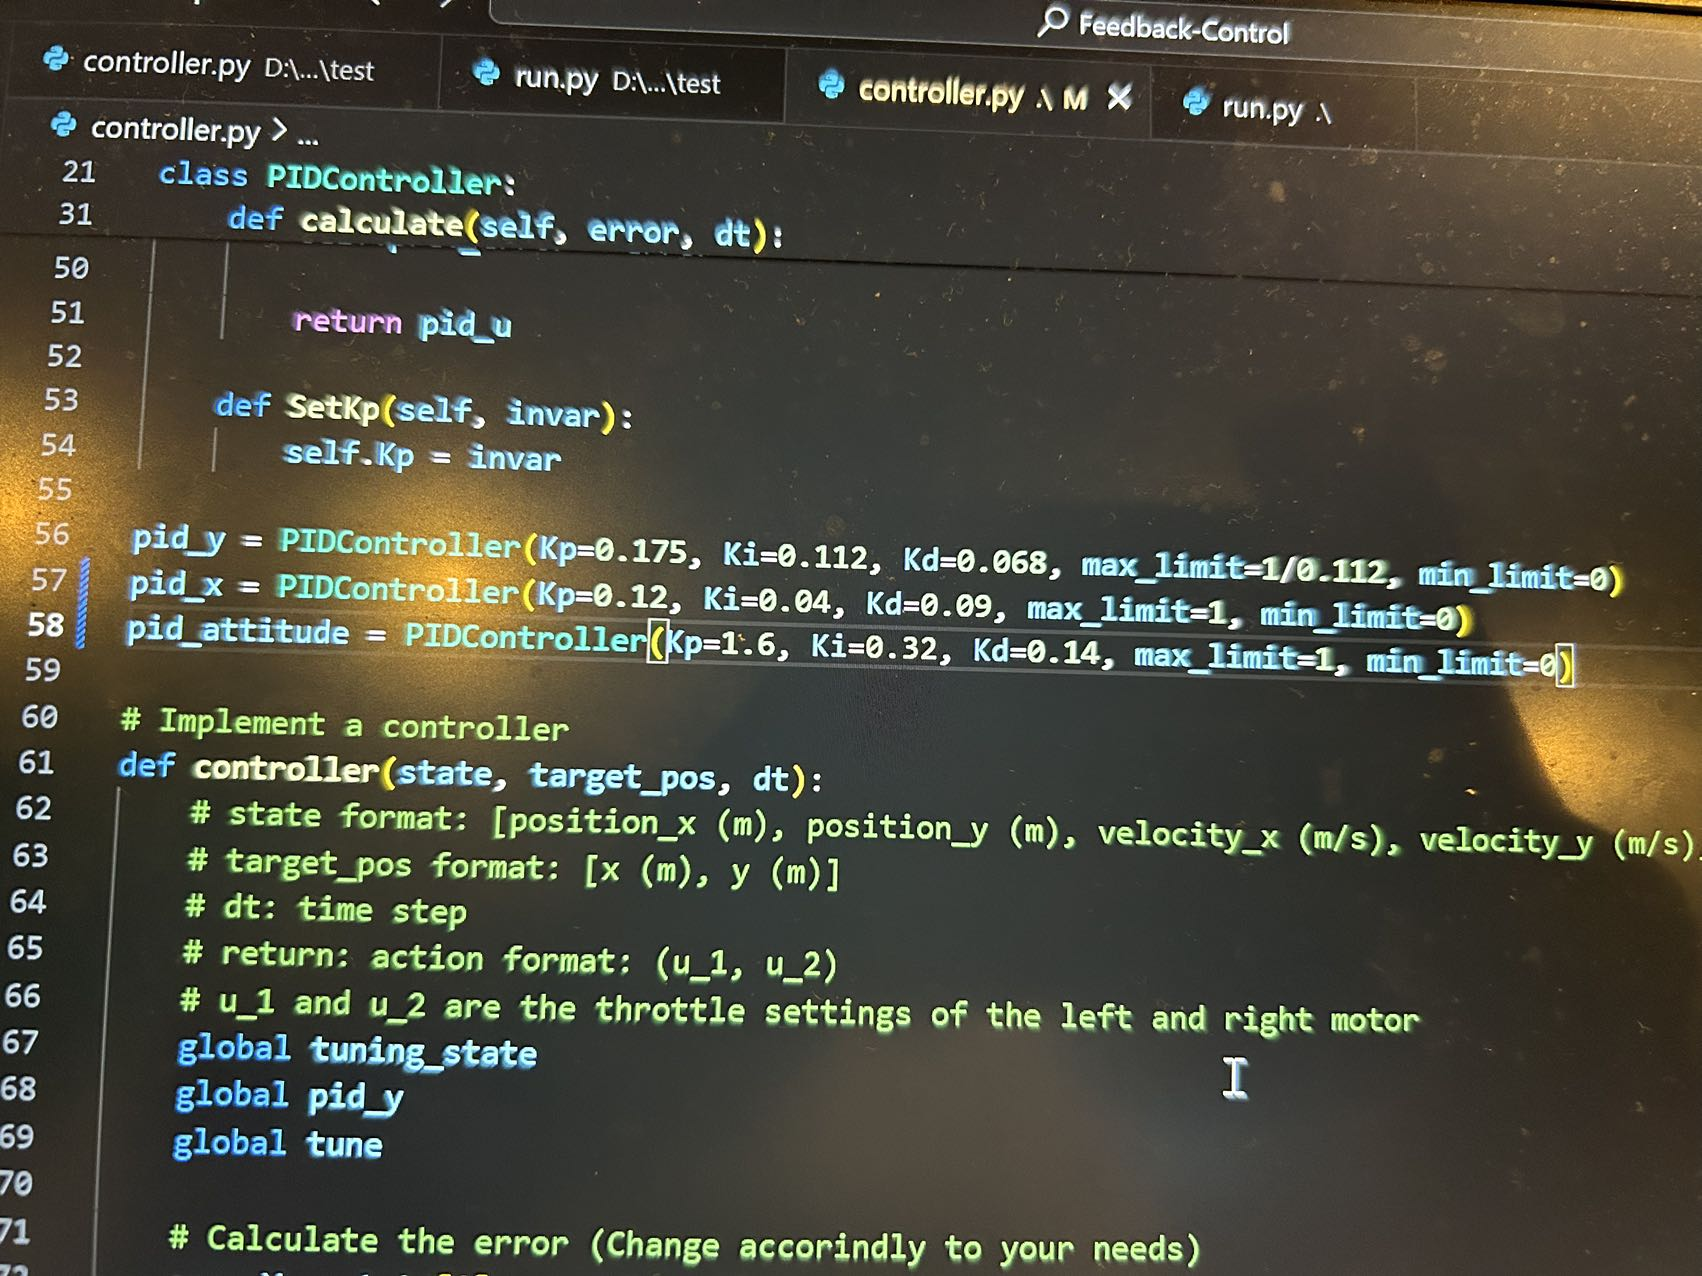 Feedback-Control
controller.py D:\...\test
run.py D:\...\test
controller.py .\ M
run.py .\
controller.py > ...
21 class PIDController:
31 def calculate(self, error, dt):
50
51 return pid_u
52
53 def SetKp(self, invar):
54 self.Kp = invar
55
56 pid_y = PIDController(Kp=0.175, Ki=0.112, Kd=0.068, max_limit=1/0.112, min_limit=0)
57 pid_x = PIDController(Kp=0.12, Ki=0.04, Kd=0.09, max_limit=1, min_limit=0)
58 pid_attitude = PIDController(Kp=1.6, Ki=0.32, Kd=0.14, max_limit=1, min_limit=0)
59
60 # Implement a controller
61 def controller(state, target_pos, dt):
62 # state format: [position_x (m), position_y (m), velocity_x (m/s), velocity_y (m/s)
63 # target_pos format: [x (m), y (m)]
64 # dt: time step
65 # return: action format: (u_1, u_2)
66 # u_1 and u_2 are the throttle settings of the left and right motor
67 global tuning_state
68 global pid_y
69 global tune
70
71 # Calculate the error (Change accorindly to your needs)